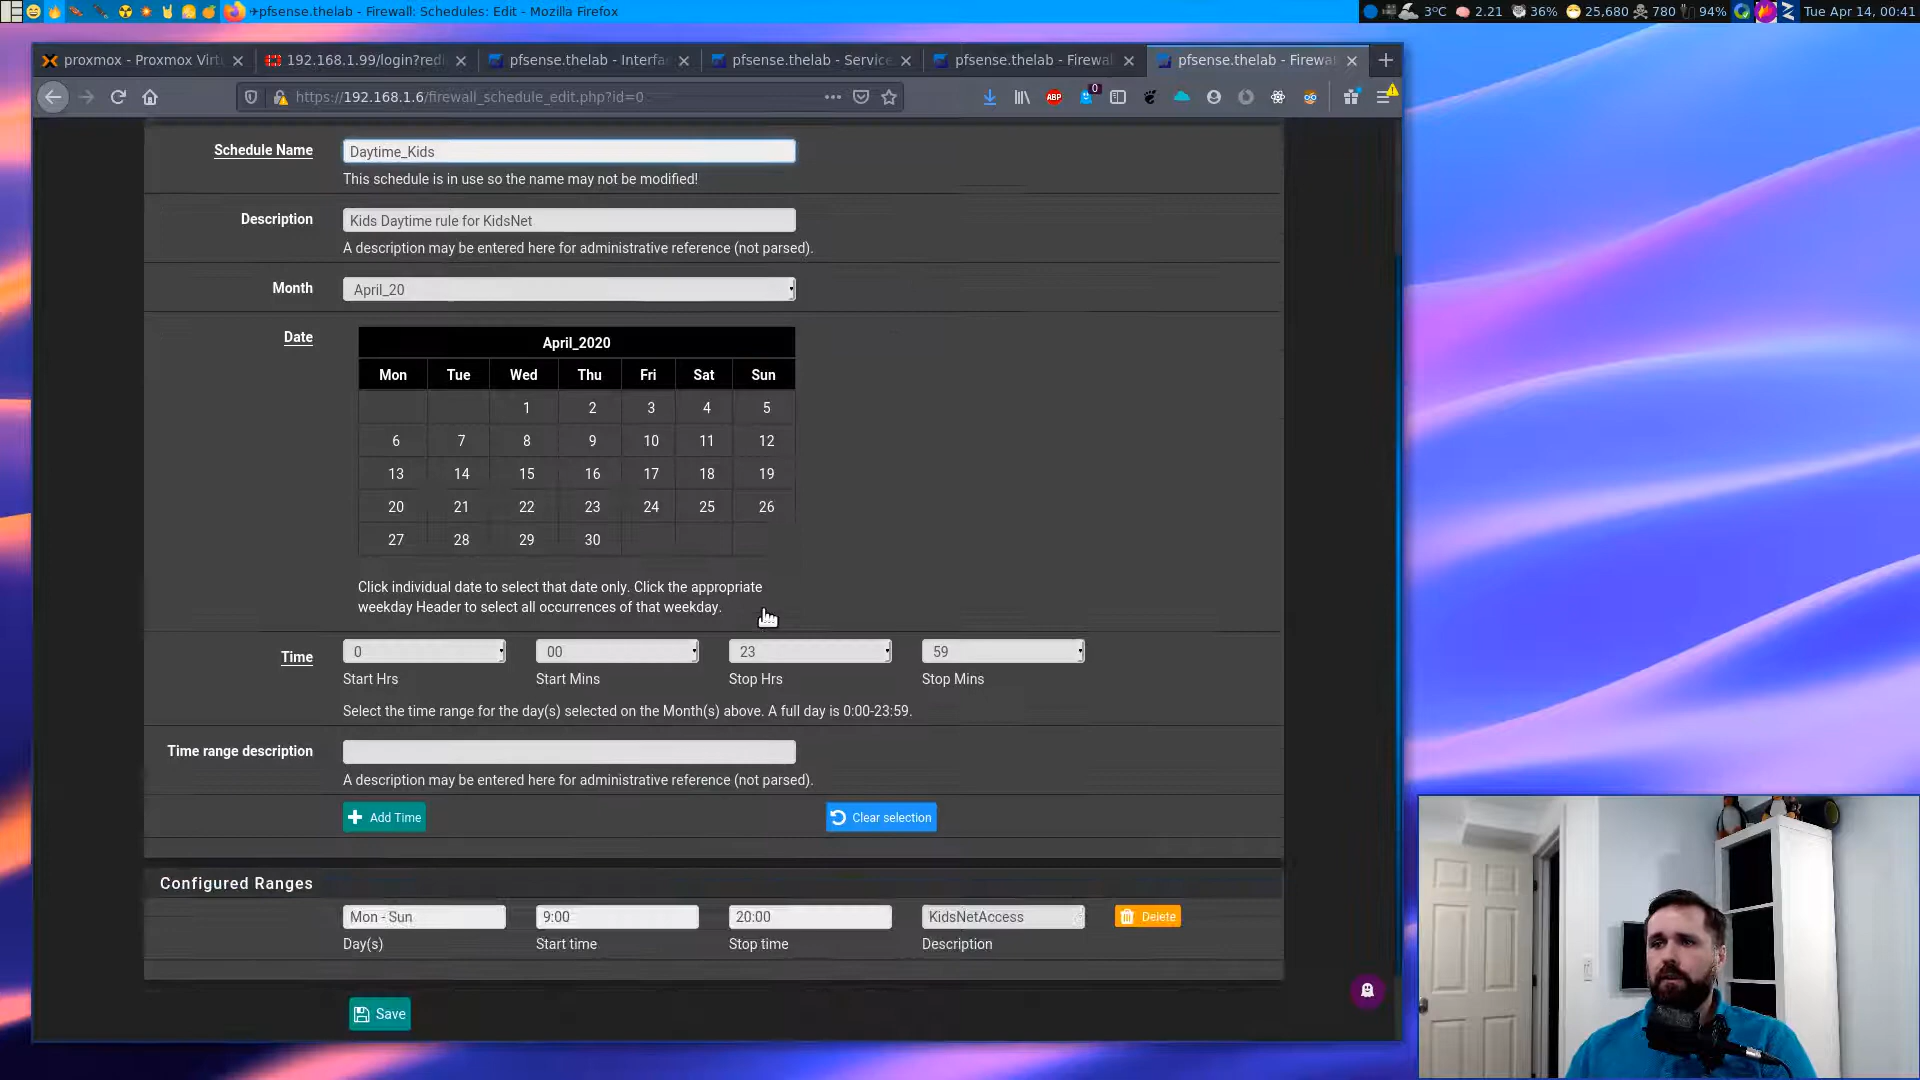 pfsense.thelab - Firewall: Schedules: Edit - Mozilla Firefox
3°C 2.21 36% 25,680 780 94% Tue Apr 14, 00:41
proxmox - Proxmox Virtu
192.168.1.99/login?redi
pfsense.thelab - Interfa
pfsense.thelab - Service
pfsense.thelab - Firewal
pfsense.thelab - Firewal
https://192.168.1.6/firewall_schedule_edit.php?id=0
ABP
0
Schedule Name
Daytime_Kids
This schedule is in use so the name may not be modified!
Description
Kids Daytime rule for KidsNet
A description may be entered here for administrative reference (not parsed).
Month
April_20
Date
April_2020
Mon Tue Wed Thu Fri Sat Sun
1 2 3 4 5
6 7 8 9 10 11 12
13 14 15 16 17 18 19
20 21 22 23 24 25 26
27 28 29 30
Click individual date to select that date only. Click the appropriate
weekday Header to select all occurrences of that weekday.
Time
0 00 23 59
Start Hrs Start Mins Stop Hrs Stop Mins
Select the time range for the day(s) selected on the Month(s) above. A full day is 0:00-23:59.
Time range description
A description may be entered here for administrative reference (not parsed).
Add Time
Clear selection
Configured Ranges
Mon - Sun 9:00 20:00 KidsNetAccess Delete
Day(s) Start time Stop time Description
Save